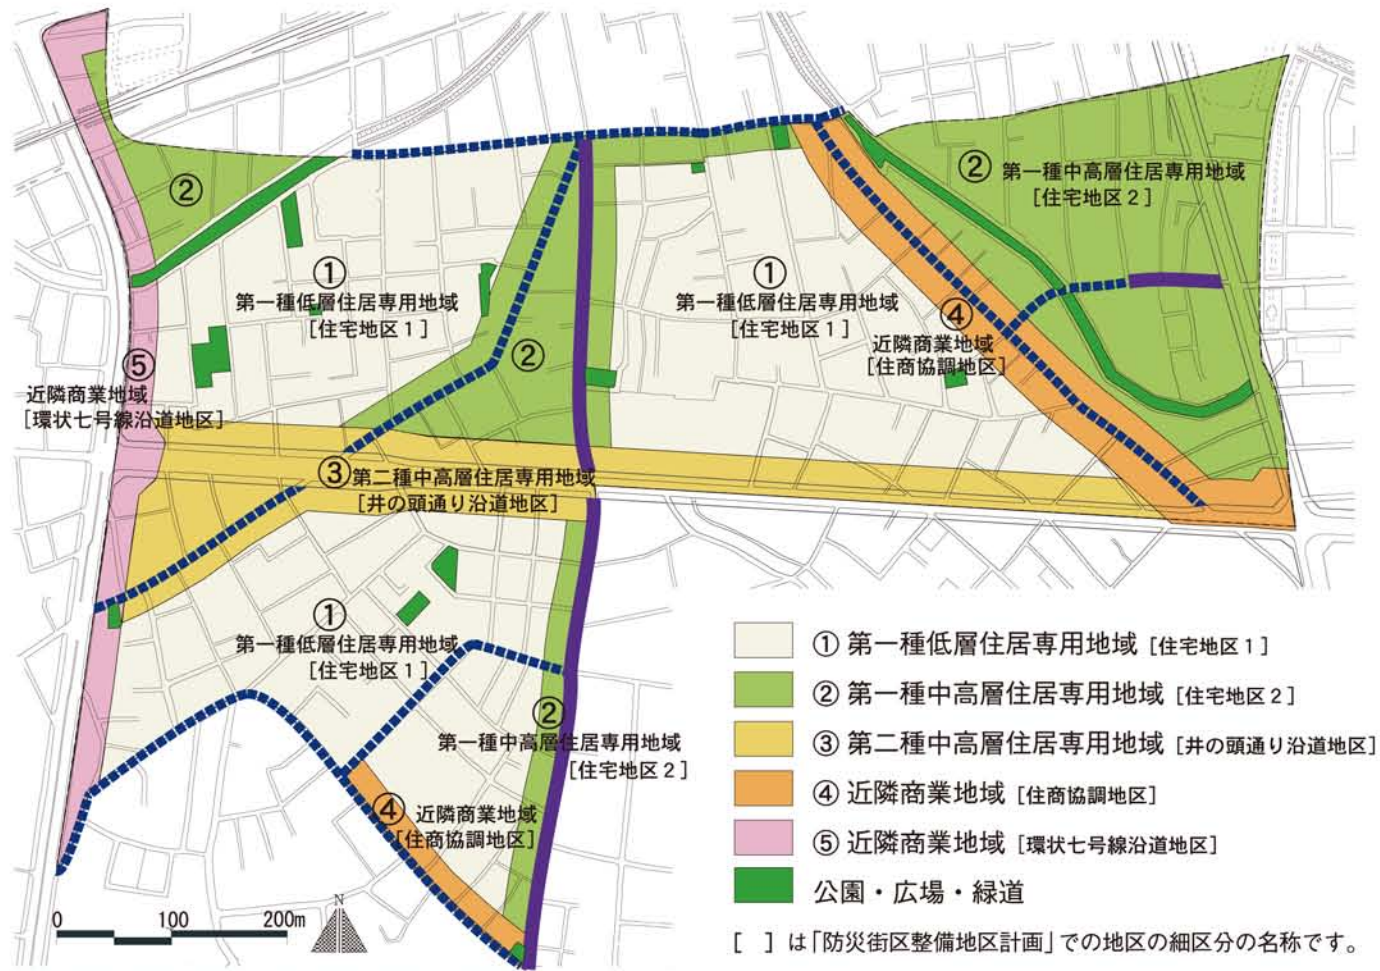 ②
② 第一種中高層住居専用地域
[住宅地区2]
①
第一種低層住居専用地域
[住宅地区1]
①
第一種低層住居専用地域
[住宅地区1]
④
近隣商業地域
[住商協調地区]
②
⑤
近隣商業地域
[環状七号線沿道地区]
③第二種中高層住居専用地域
[井の頭通り沿道地区]
①
第一種低層住居専用地域
[住宅地区1]
②
第一種中高層住居専用地域
[住宅地区2]
④ 近隣商業地域
[住商協調地区]
①第一種低層住居専用地域 [住宅地区1]
②第一種中高層住居専用地域 [住宅地区2]
③第二種中高層住居専用地域 [井の頭通り沿道地区]
④近隣商業地域 [住商協調地区]
⑤近隣商業地域 [環状七号線沿道地区]
公園・広場・緑道
[ ]は「防災街区整備地区計画」での地区の細区分の名称です。
0 100 200m
N